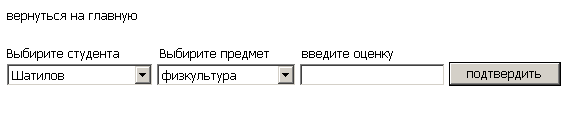 вернуться на главную
Выбирите студента Выбирите предмет введите оценку
Шатилов физкультура подтвердить